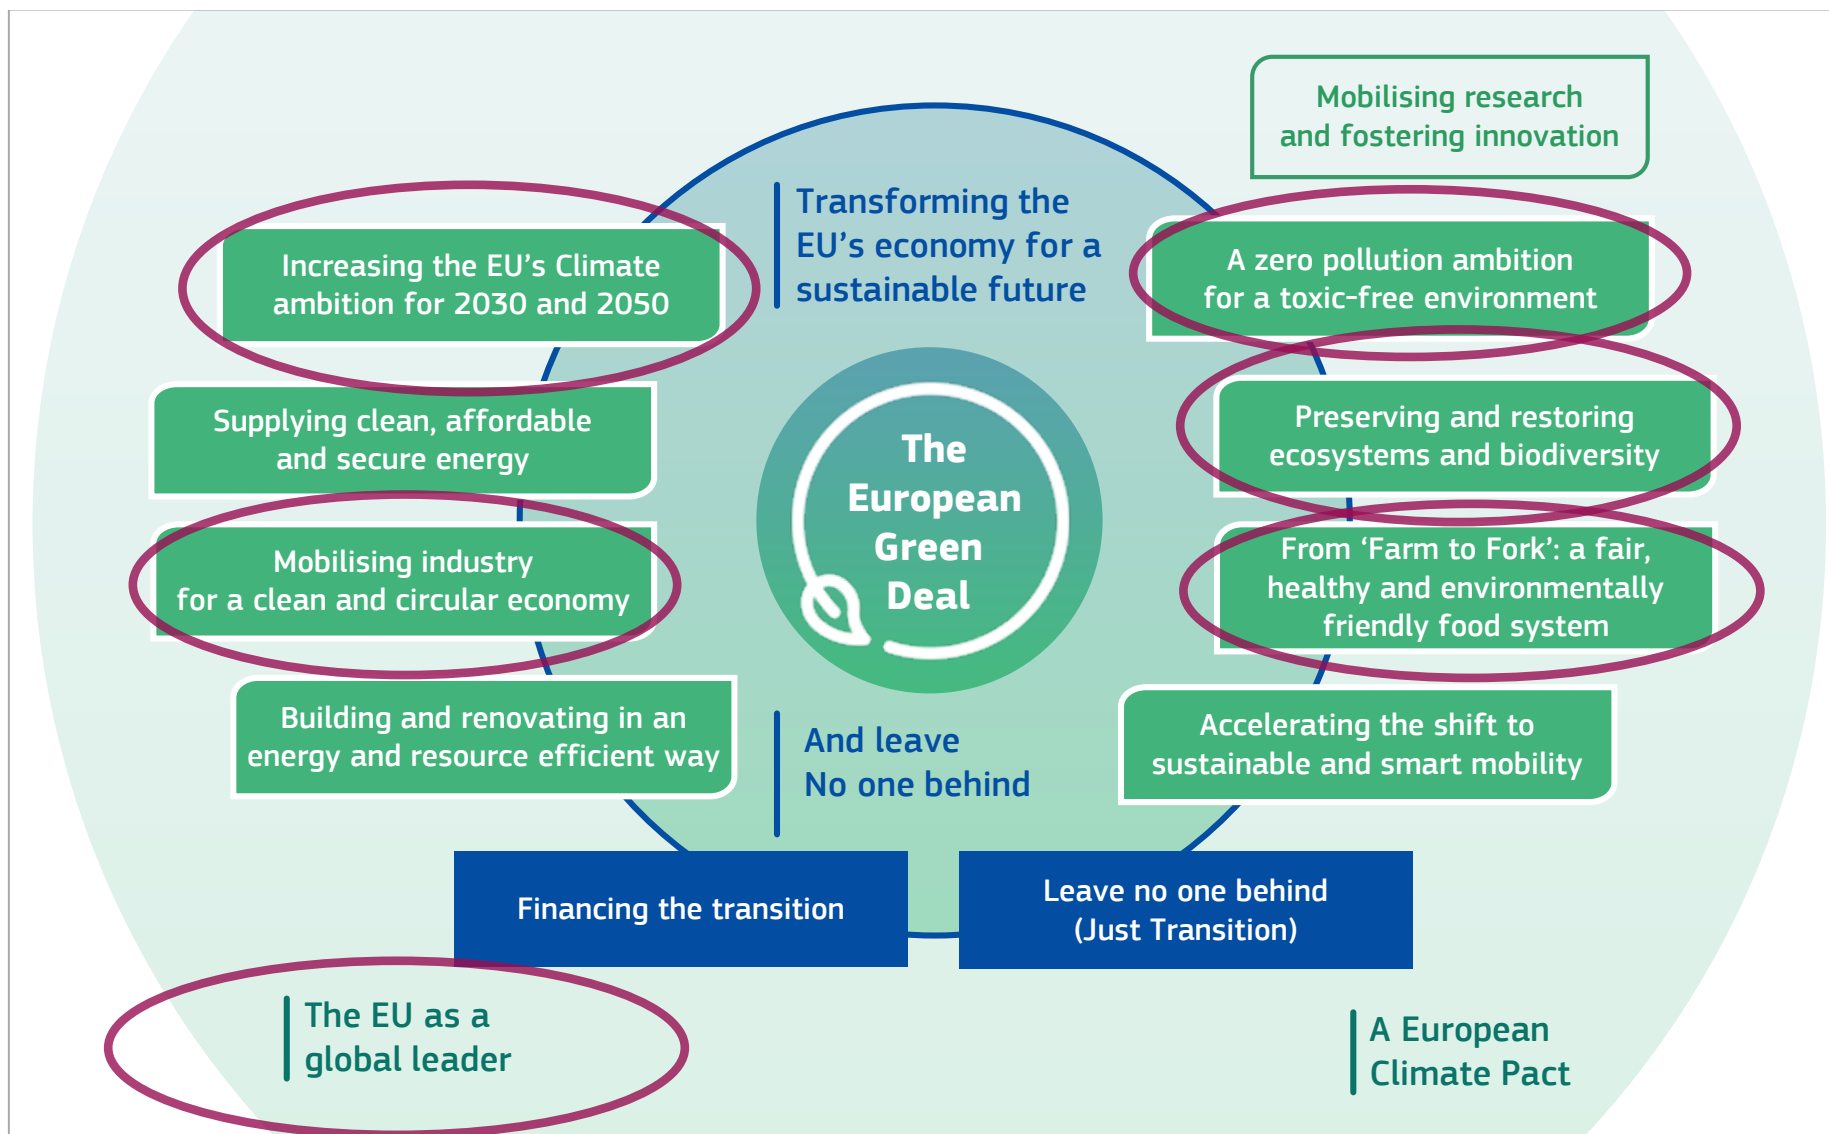 Mobilising research
and fostering innovation
Transforming the
EU's economy for a
sustainable future
Increasing the EU's Climate
ambition for 2030 and 2050
A zero pollution ambition
for a toxic-free environment
Supplying clean, affordable
and secure energy
Preserving and restoring
ecosystems and biodiversity
The
European
Green
Deal
Mobilising industry
for a clean and circular economy
From ‘Farm to Fork’: a fair,
healthy and environmentally
friendly food system
Building and renovating in an
energy and resource efficient way
Accelerating the shift to
sustainable and smart mobility
And leave
No one behind
Financing the transition
Leave no one behind
(Just Transition)
The EU as a
global leader
A European
Climate Pact